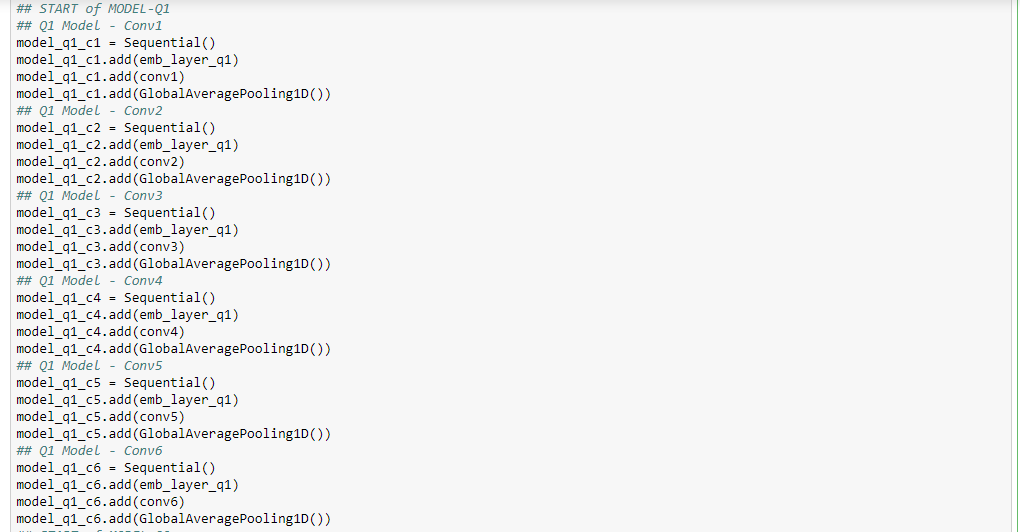 ## START of MODEL-Q1
## Q1 Model - Conv1
model_q1_c1 = Sequential()
model_q1_c1.add(emb_layer_q1)
model_q1_c1.add(conv1)
model_q1_c1.add(GlobalAveragePooling1D())
## Q1 Model - Conv2
model_q1_c2 = Sequential()
model_q1_c2.add(emb_layer_q1)
model_q1_c2.add(conv2)
model_q1_c2.add(GlobalAveragePooling1D())
## Q1 Model - Conv3
model_q1_c3 = Sequential()
model_q1_c3.add(emb_layer_q1)
model_q1_c3.add(conv3)
model_q1_c3.add(GlobalAveragePooling1D())
## Q1 Model - Conv4
model_q1_c4 = Sequential()
model_q1_c4.add(emb_layer_q1)
model_q1_c4.add(conv4)
model_q1_c4.add(GlobalAveragePooling1D())
## Q1 Model - Conv5
model_q1_c5 = Sequential()
model_q1_c5.add(emb_layer_q1)
model_q1_c5.add(conv5)
model_q1_c5.add(GlobalAveragePooling1D())
## Q1 Model - Conv6
model_q1_c6 = Sequential()
model_q1_c6.add(emb_layer_q1)
model_q1_c6.add(conv6)
model_q1_c6.add(GlobalAveragePooling1D())